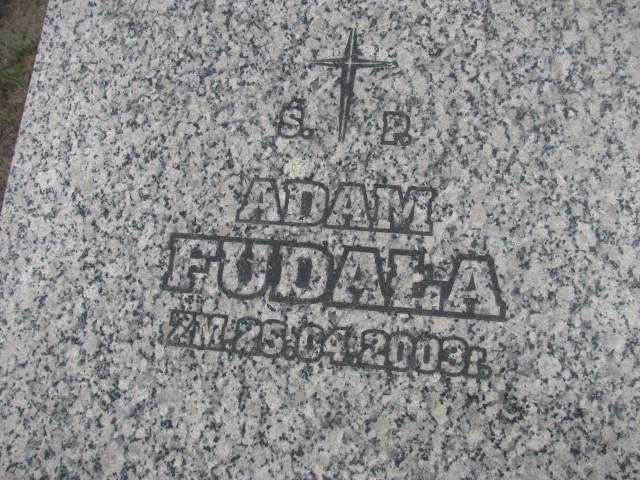 Ś. P.
ADAM
FUDAŁA
ZM.25.04.2003r.